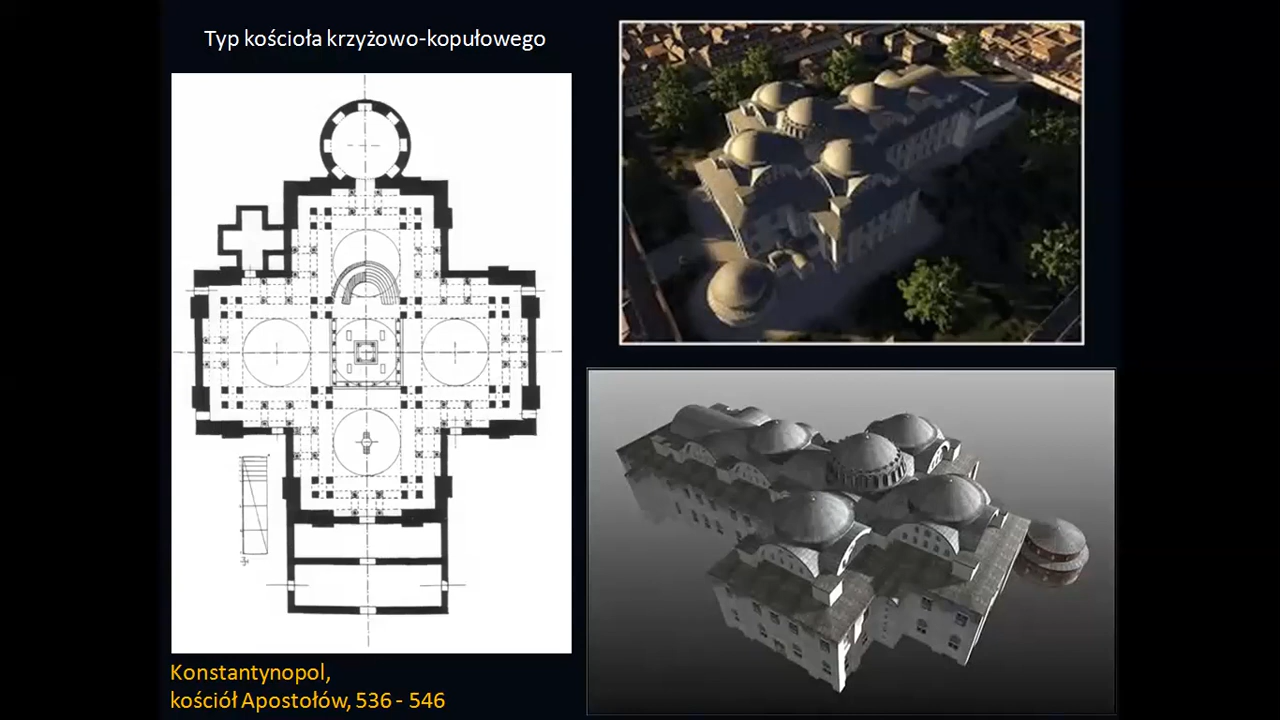 Typ kościoła krzyżowo-kopułowego
Konstantynopol,
kościół Apostołów, 536 - 546